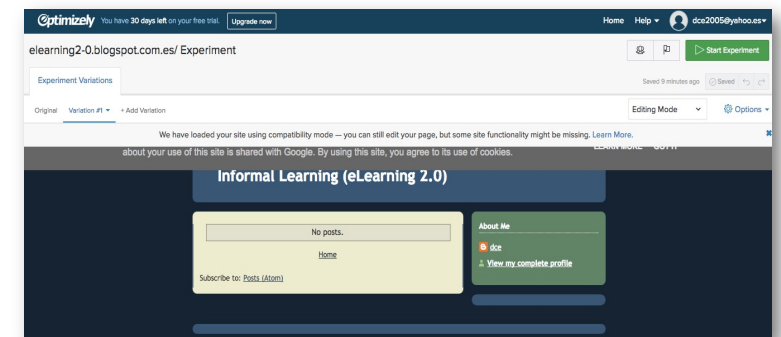 Optimizely You have 30 days left on your free trial. Upgrade now Home Help dce2005@yahoo.es
elearning2-0.blogspot.com.es/ Experiment Start Experiment
Experiment Variations Saved 9 minutes ago Saved
Original Variation #1 + Add Variation Editing Mode Options
We have loaded your site using compatibility mode — you can still edit your page, but some site functionality might be missing. Learn More.
about your use of this site is shared with Google. By using this site, you agree to its use of cookies. LEARN MORE GOT IT
Informal Learning (eLearning 2.0)
No posts.
Home
Subscribe to: Posts (Atom)
About Me
dce
View my complete profile